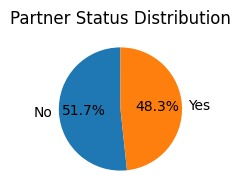 Partner Status Distribution
No 51.7% 48.3% Yes